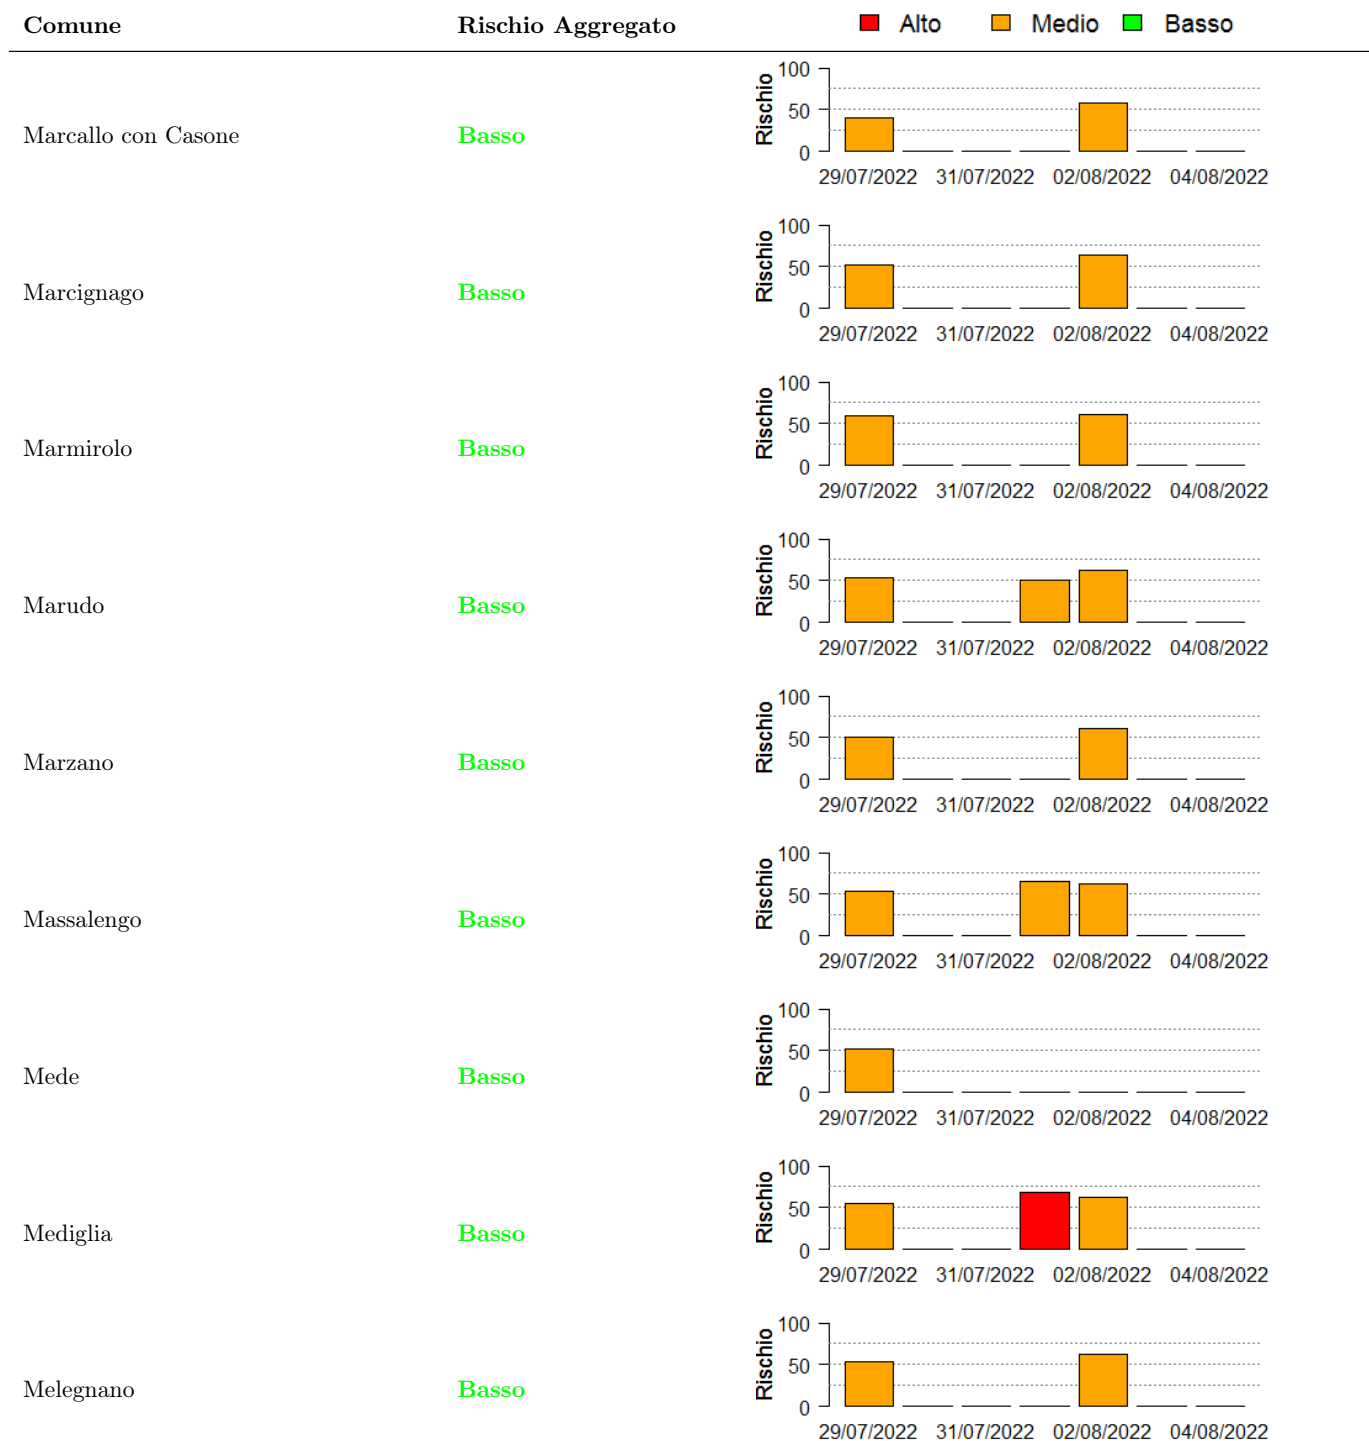 Comune Rischio Aggregato Alto Medio Basso
Marcallo con Casone Basso
Rischio
100
50
0
29/07/2022 31/07/2022 02/08/2022 04/08/2022
Marcignago Basso
Rischio
100
50
0
29/07/2022 31/07/2022 02/08/2022 04/08/2022
Marmirolo Basso
Rischio
100
50
0
29/07/2022 31/07/2022 02/08/2022 04/08/2022
Marudo Basso
Rischio
100
50
0
29/07/2022 31/07/2022 02/08/2022 04/08/2022
Marzano Basso
Rischio
100
50
0
29/07/2022 31/07/2022 02/08/2022 04/08/2022
Massalengo Basso
Rischio
100
50
0
29/07/2022 31/07/2022 02/08/2022 04/08/2022
Mede Basso
Rischio
100
50
0
29/07/2022 31/07/2022 02/08/2022 04/08/2022
Mediglia Basso
Rischio
100
50
0
29/07/2022 31/07/2022 02/08/2022 04/08/2022
Melegnano Basso
Rischio
100
50
0
29/07/2022 31/07/2022 02/08/2022 04/08/2022